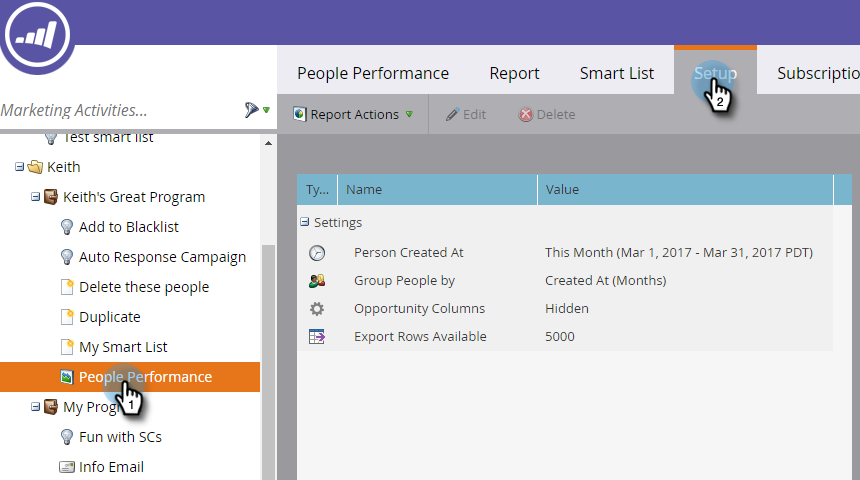 People Performance
Report
Smart List
Setup
Subscriptio
2
Marketing Activities...
Report Actions
Edit
Delete
Test smart list
Keith
Keith's Great Program
Add to Blacklist
Auto Response Campaign
Delete these people
Duplicate
My Smart List
People Performance
1
My Prog
Fun with SCs
Info Email
Ty... Name Value
Settings
Person Created At This Month (Mar 1, 2017 - Mar 31, 2017 PDT)
Group People by Created At (Months)
Opportunity Columns Hidden
Export Rows Available 5000